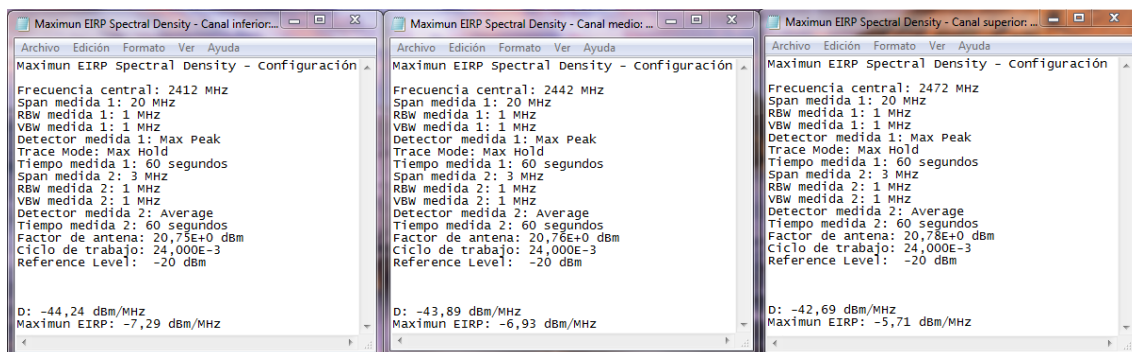 Maximun EIRP Spectral Density - Canal inferior:...
Archivo Edición Formato Ver Ayuda
Maximun EIRP Spectral Density - Configuración
Frecuencia central: 2412 MHz
Span medida 1: 20 MHz
RBW medida 1: 1 MHz
VBW medida 1: 1 MHz
Detector medida 1: Max Peak
Trace Mode: Max Hold
Tiempo medida 1: 60 segundos
Span medida 2: 3 MHz
RBW medida 2: 1 MHz
VBW medida 2: 1 MHz
Detector medida 2: Average
Tiempo medida 2: 60 segundos
Factor de antena: 20,75E+0 dBm
Ciclo de trabajo: 24,000E-3
Reference Level: -20 dBm
D: -44,24 dBm/MHz
Maximun EIRP: -7,29 dBm/MHz
Maximun EIRP Spectral Density - Canal medio: ...
Archivo Edición Formato Ver Ayuda
Maximun EIRP Spectral Density - Configuración
Frecuencia central: 2442 MHz
Span medida 1: 20 MHz
RBW medida 1: 1 MHz
VBW medida 1: 1 MHz
Detector medida 1: Max Peak
Trace Mode: Max Hold
Tiempo medida 1: 60 segundos
Span medida 2: 3 MHz
RBW medida 2: 1 MHz
VBW medida 2: 1 MHz
Detector medida 2: Average
Tiempo medida 2: 60 segundos
Factor de antena: 20,76E+0 dBm
Ciclo de trabajo: 24,000E-3
Reference Level: -20 dBm
D: -43,89 dBm/MHz
Maximun EIRP: -6,93 dBm/MHz
Maximun EIRP Spectral Density - Canal superior: ...
Archivo Edición Formato Ver Ayuda
Maximun EIRP Spectral Density - Configuración
Frecuencia central: 2472 MHz
Span medida 1: 20 MHz
RBW medida 1: 1 MHz
VBW medida 1: 1 MHz
Detector medida 1: Max Peak
Trace Mode: Max Hold
Tiempo medida 1: 60 segundos
Span medida 2: 3 MHz
RBW medida 2: 1 MHz
VBW medida 2: 1 MHz
Detector medida 2: Average
Tiempo medida 2: 60 segundos
Factor de antena: 20,78E+0 dBm
Ciclo de trabajo: 24,000E-3
Reference Level: -20 dBm
D: -42,69 dBm/MHz
Maximun EIRP: -5,71 dBm/MHz